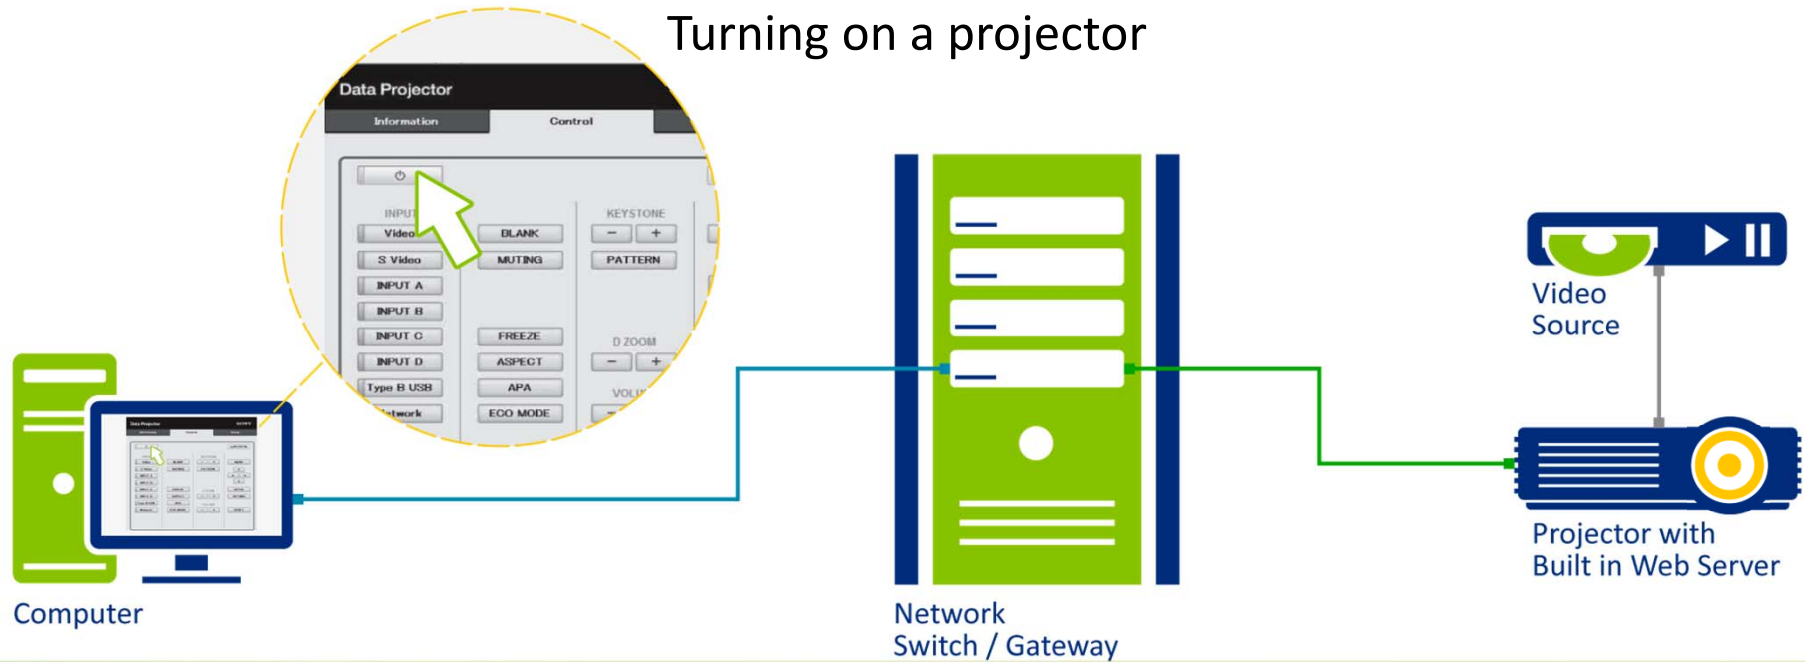 Turning on a projector
Data Projector
Information
Control
INPUT
KEYSTONE
Video
BLANK
− +
S Video
MUTING
PATTERN
INPUT A
INPUT B
INPUT C
FREEZE
D ZOOM
INPUT D
ASPECT
− +
Type B USB
APA
ECO MODE
Video
Source
Projector with
Built in Web Server
Computer
Network
Switch / Gateway